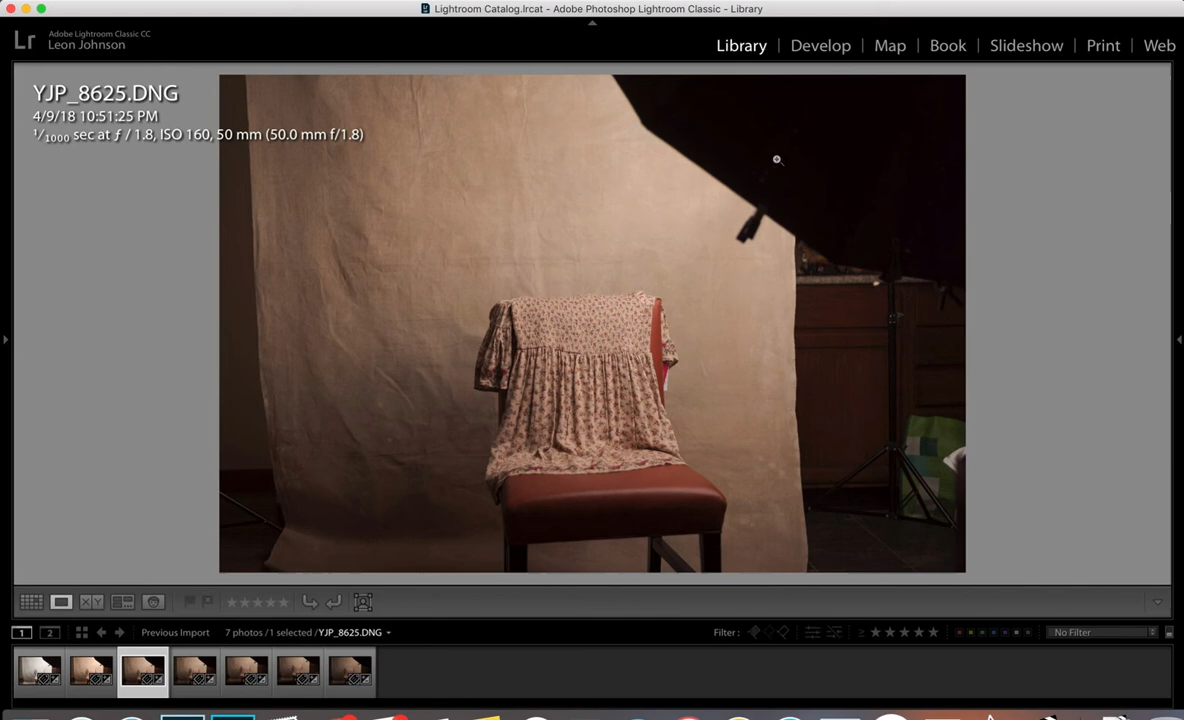 Lightroom Catalog.lrcat - Adobe Photoshop Lightroom Classic - Library
Lr
Adobe Lightroom Classic CC
Leon Johnson
Library | Develop | Map | Book | Slideshow | Print | Web
YJP_8625.DNG
4/9/18 10:51:25 PM
1/1000 sec at ƒ / 1.8, ISO 160, 50 mm (50.0 mm f/1.8)
XY
1 2 Previous Import 7 photos /1 selected /YJP_8625.DNG Filter : ≥ No Filter